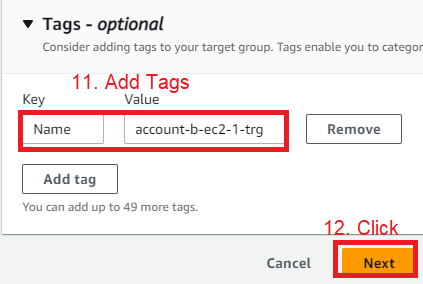 ▼ Tags - optional
Consider adding tags to your target group. Tags enable you to categor
11. Add Tags
Key Value
Name account-b-ec2-1-trg Remove
Add tag
You can add up to 49 more tags.
12. Click
Cancel Next